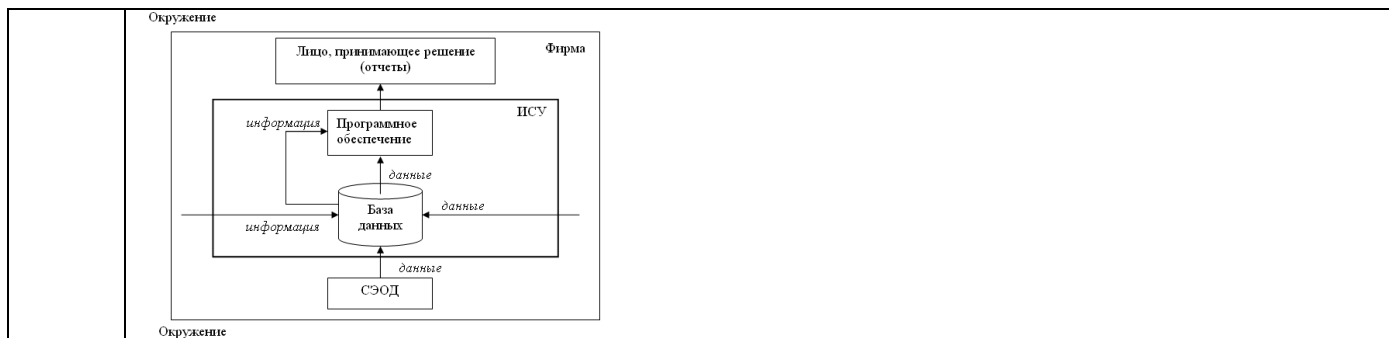 Окружение
Фирма
Лицо, принимающее решение
(отчеты)
ИСУ
информация
Программное
обеспечение
данные
База
данных
данные
информация
данные
СЭОД
Окружение